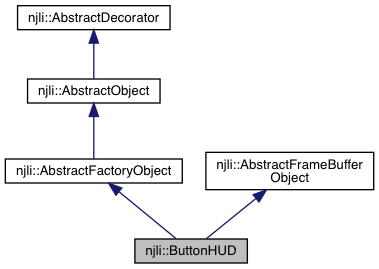 njli::AbstractDecorator
njli::AbstractObject
njli::AbstractFactoryObject
njli::AbstractFrameBuffer
Object
njli::ButtonHUD